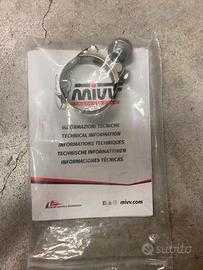 mivv
INFORMAZIONI TECNICHE
TECHNICAL INFORMATION
INFORMATIONS TECHNIQUES
TECHNISCHE INFORMATIONEN
INFORMACIONES TÉCNICAS
mivv.com
subito